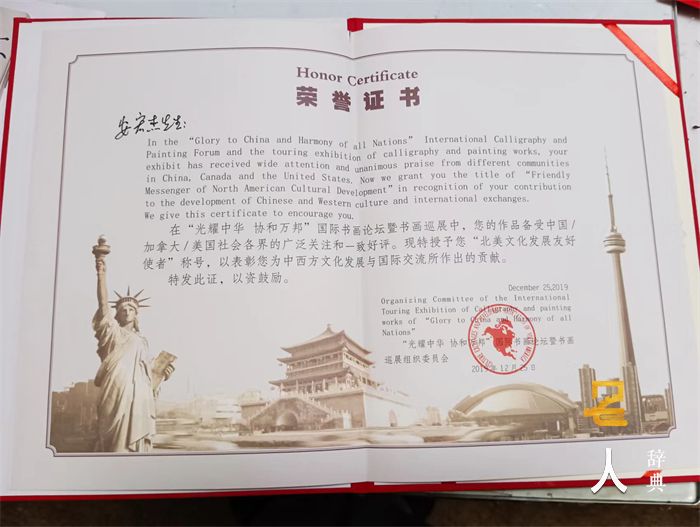 Honor Certificate
荣誉证书
安宏杰先生:
In the "Glory to China and Harmony of all Nations" International Calligraphy and
Painting Forum and the touring exhibition of calligraphy and painting works, your
exhibit has received wide attention and unanimous praise from different communities
in China, Canada and the United States. Now we grant you the title of "Friendly
Messenger of North American Cultural Development" in recognition of your contribution
to the development of Chinese and Western culture and international exchanges.
We give this certificate to encourage you.
在“光耀中华 协和万邦”国际书画论坛暨书画巡展中，您的作品备受中国/
加拿大/美国社会各界的广泛关注和一致好评。现特授予您“北美文化发展友好
使者”称号，以表彰您为中西方文化发展与国际交流所作出的贡献。
特发此证，以资鼓励。
December 25,2019
Organizing Committee of the International
Touring Exhibition of Calligraphy and painting
works of "Glory to China and Harmony of all
Nations"
“光耀中华 协和万邦”国际书画论坛暨书画
巡展组织委员会
2019年12月25日
人
辞典